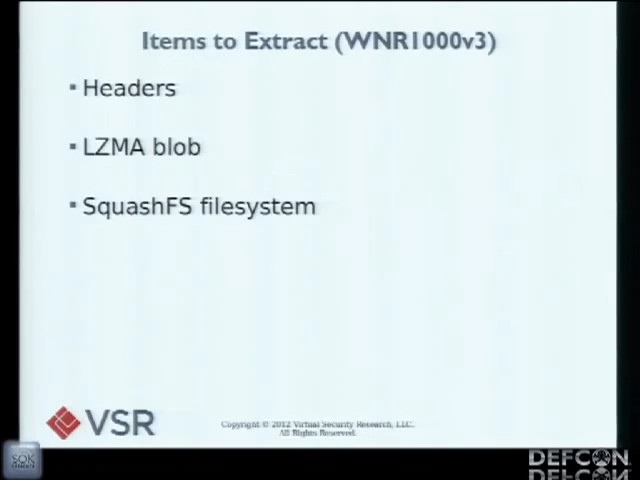 Items to Extract (WNR1000v3)
▪ Headers
▪ LZMA blob
▪ SquashFS filesystem
VSR
Copyright © 2012 Virtual Security Research, LLC.
All Rights Reserved.
SOK
DEFCON